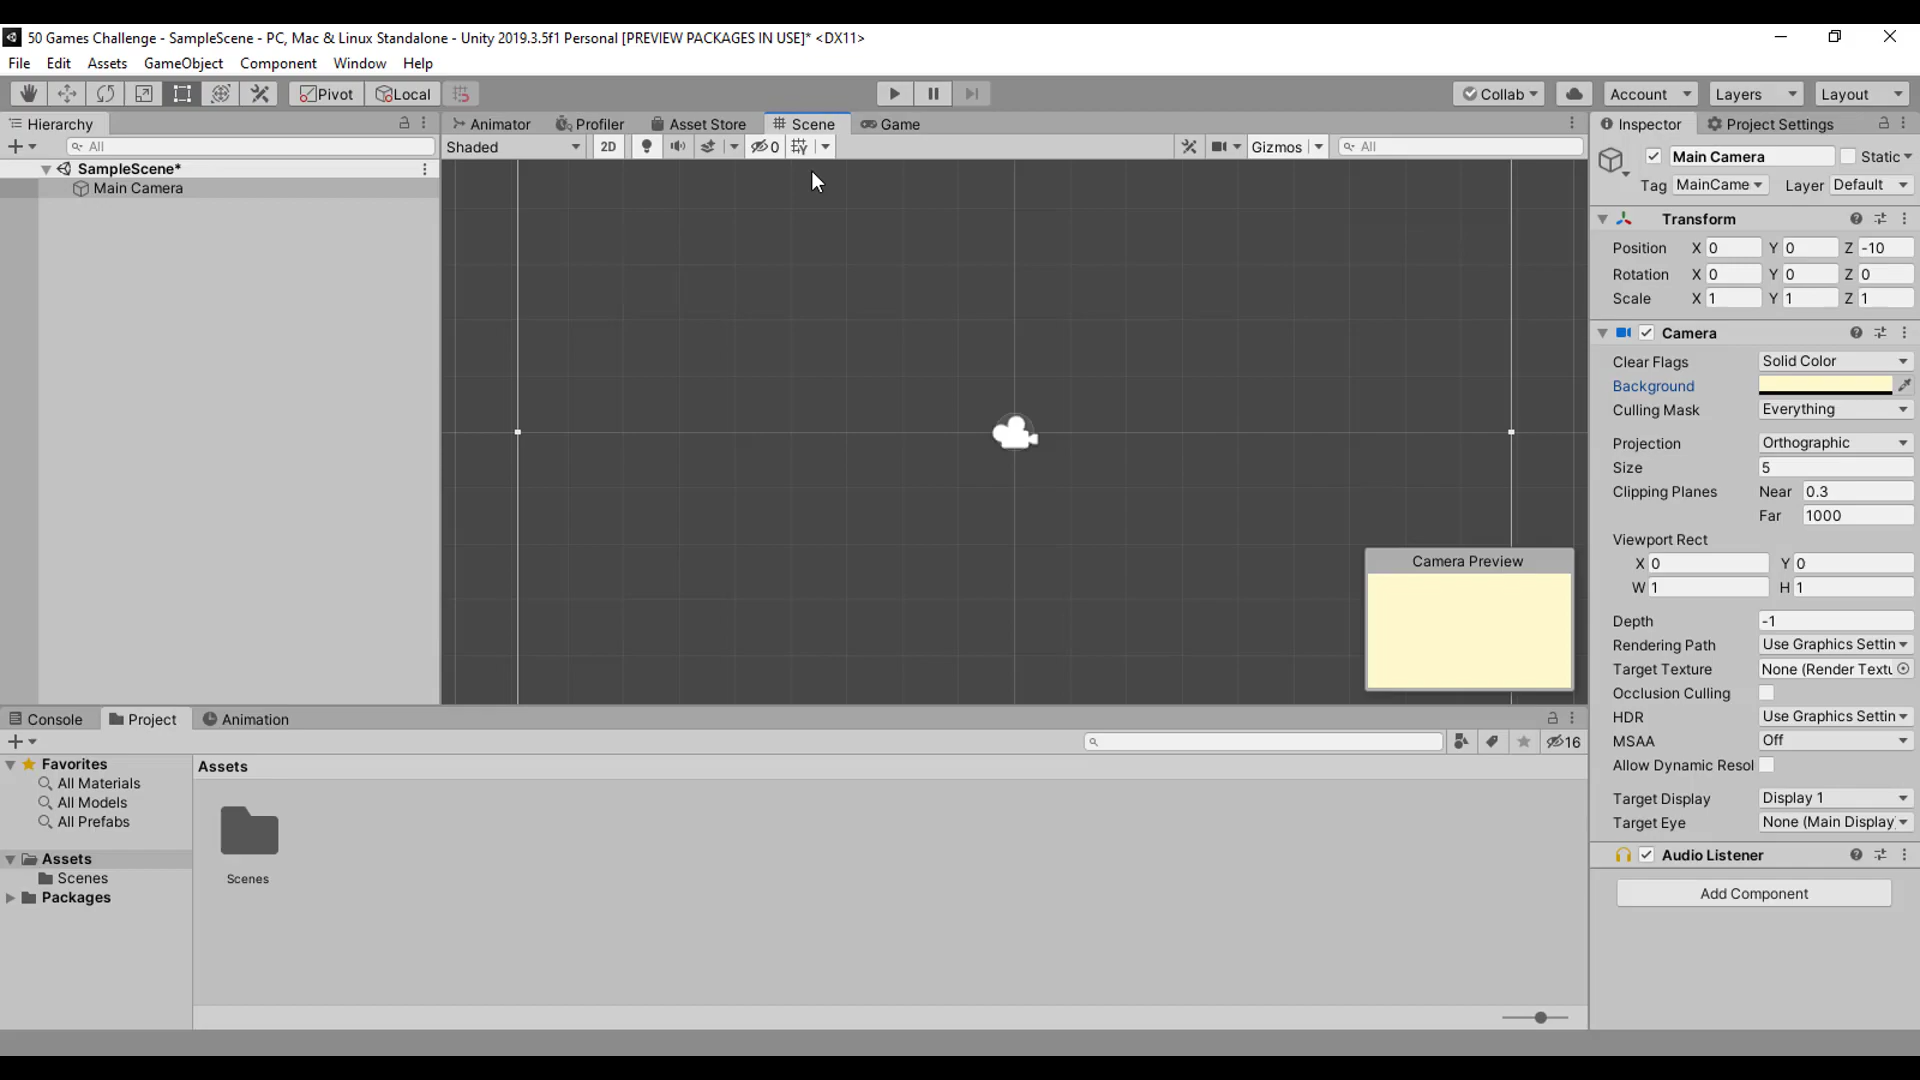 50 Games Challenge - SampleScene - PC, Mac & Linux Standalone - Unity 2019.3.5f1 Personal [PREVIEW PACKAGES IN USE]* <DX11>
File Edit Assets GameObject Component Window Help
Pivot Local Collab Account Layers Layout
Hierarchy
All
SampleScene*
Main Camera
Animator Profiler Asset Store Scene Game
Shaded 2D 0 Gizmos All
Camera Preview
Inspector Project Settings
Main Camera Static
Tag MainCame Layer Default
Transform
Position X 0 Y 0 Z -10
Rotation X 0 Y 0 Z 0
Scale X 1 Y 1 Z 1
Camera
Clear Flags Solid Color
Background
Culling Mask Everything
Projection Orthographic
Size 5
Clipping Planes Near 0.3
Far 1000
Viewport Rect
X 0 Y 0
W 1 H 1
Depth -1
Rendering Path Use Graphics Settin
Target Texture None (Render Textu
Occlusion Culling
HDR Use Graphics Settin
MSAA Off
Allow Dynamic Resol
Target Display Display 1
Target Eye None (Main Display
Audio Listener
Add Component
Console Project Animation
16
Favorites
All Materials
All Models
All Prefabs
Assets
Scenes
Packages
Assets
Scenes